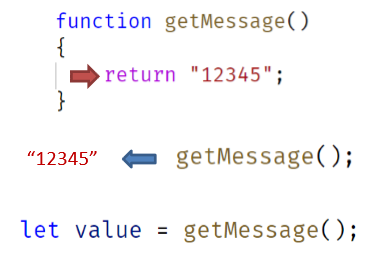 function getMessage()
{
return "12345";
}
“12345” getMessage();
let value = getMessage();